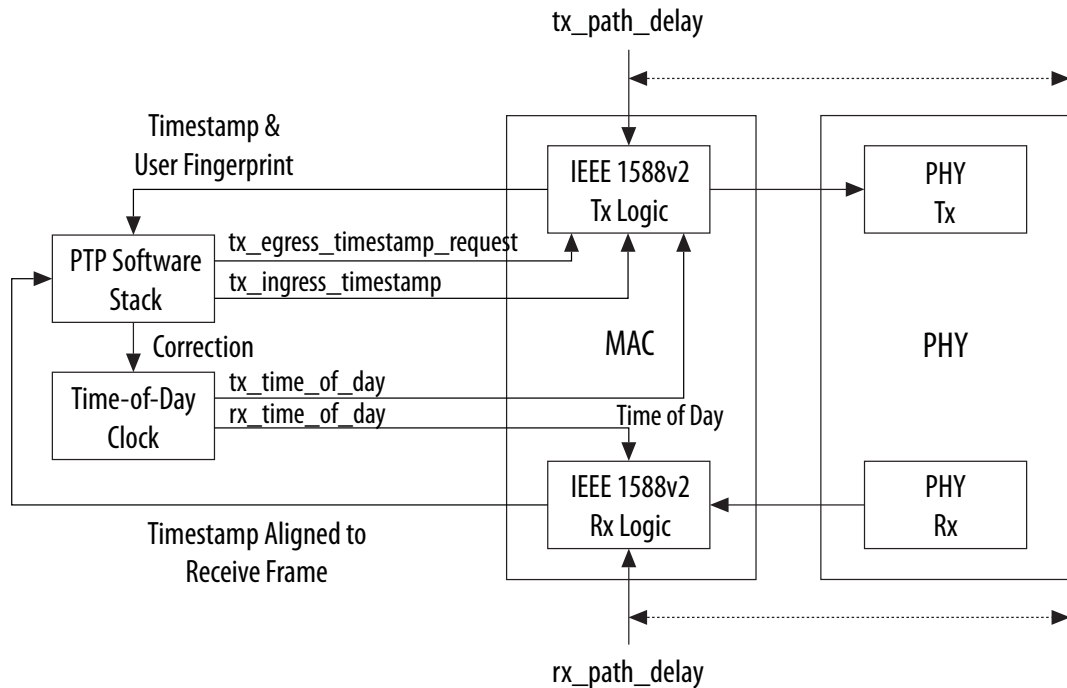 tx_path_delay
Timestamp &
User Fingerprint
IEEE 1588v2
Tx Logic
PHY
Tx
tx_egress_timestamp_request
PTP Software
Stack
tx_ingress_timestamp
Correction
MAC
PHY
tx_time_of_day
Time-of-Day
Clock
rx_time_of_day
Time of Day
IEEE 1588v2
Rx Logic
PHY
Rx
Timestamp Aligned to
Receive Frame
rx_path_delay